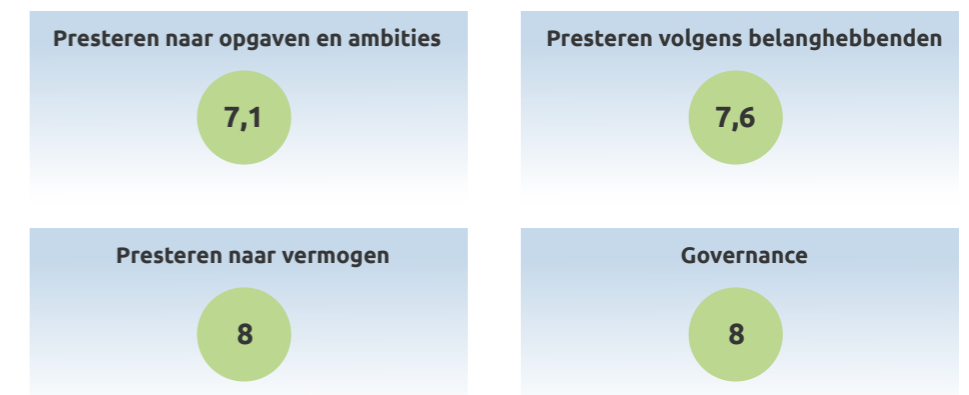 Presteren naar opgaven en ambities
7,1
Presteren volgens belanghebbenden
7,6
Presteren naar vermogen
8
Governance
8